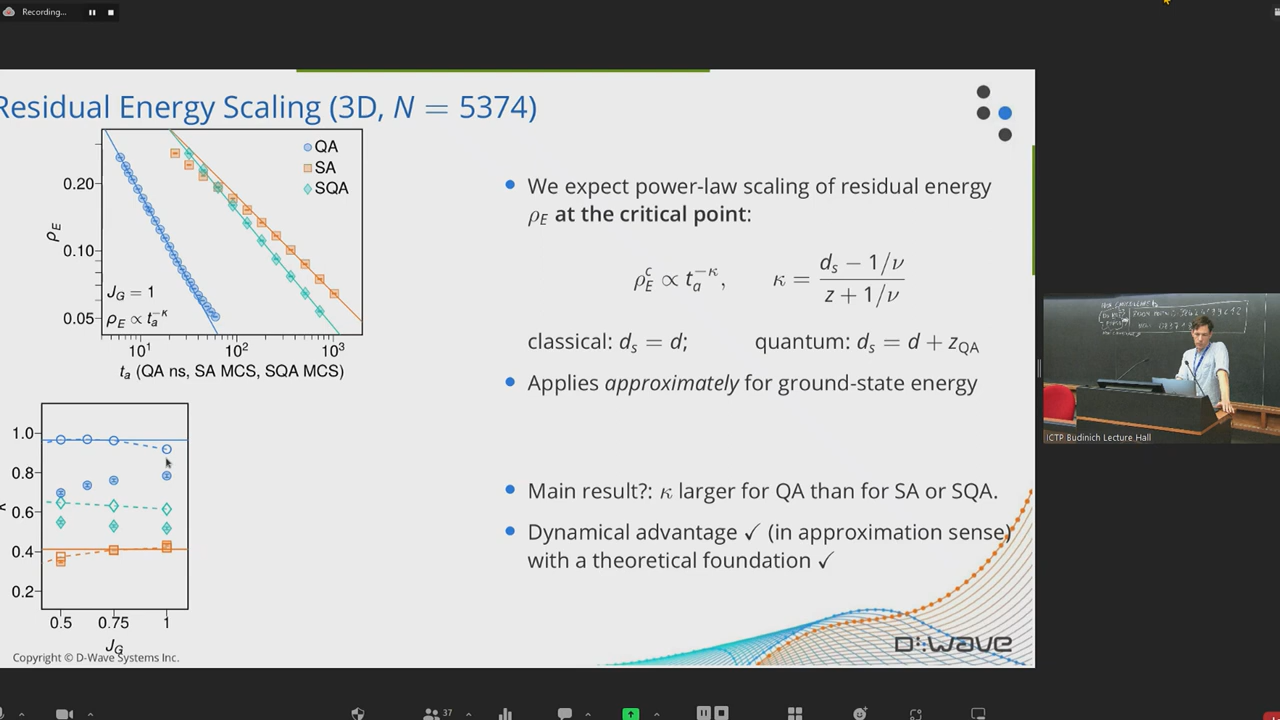 Recording...
Residual Energy Scaling (3D, N = 5374)
QA
SA
SQA
0.20
0.10
0.05
ρ_E
J_G = 1
ρ_E ∝ t_a^{-κ}
10^1 10^2 10^3
t_a (QA ns, SA MCS, SQA MCS)
1.0
0.8
0.6
0.4
0.2
κ
0.5 0.75 1
J_G
• We expect power-law scaling of residual energy
ρ_E at the critical point:
ρ_E^c ∝ t_a^{-κ}, κ = (d_s − 1/ν)/(z + 1/ν)
classical: d_s = d; quantum: d_s = d + z_QA
• Applies approximately for ground-state energy
• Main result?: κ larger for QA than for SA or SQA.
• Dynamical advantage ✓ (in approximation sense)
with a theoretical foundation ✓
Copyright © D-Wave Systems Inc.
D:Wave
ICTP Budinich Lecture Hall
37